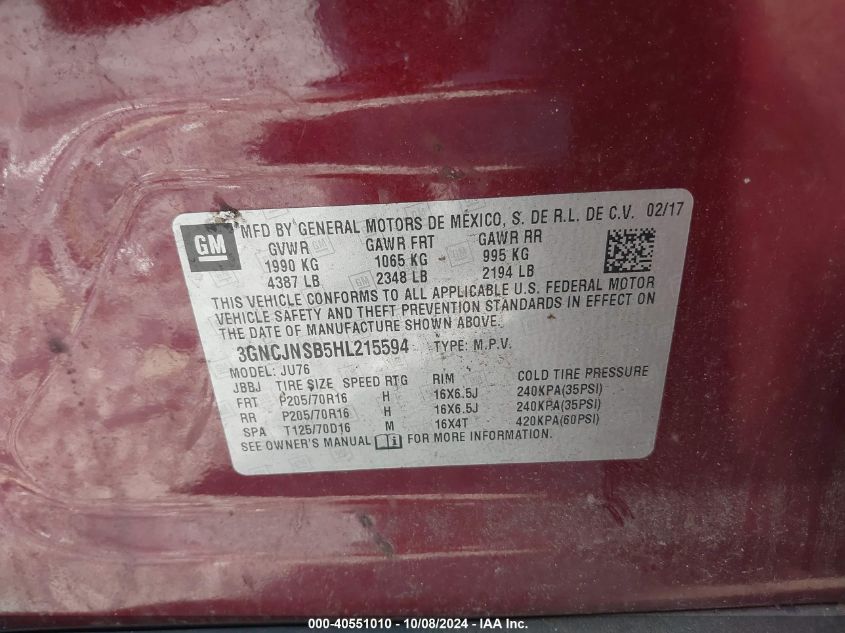 GM
MFD BY GENERAL MOTORS DE MÉXICO, S. DE R.L. DE C.V. 02/17
GVWR GAWR FRT GAWR RR
1990 KG 1065 KG 995 KG
4387 LB 2348 LB 2194 LB
THIS VEHICLE CONFORMS TO ALL APPLICABLE U.S. FEDERAL MOTOR
VEHICLE SAFETY AND THEFT PREVENTION STANDARDS IN EFFECT ON
THE DATE OF MANUFACTURE SHOWN ABOVE.
3GNCJNSB5HL215594 TYPE: M.P.V.
MODEL: JU76
JBBJ TIRE SIZE SPEED RTG RIM COLD TIRE PRESSURE
FRT P205/70R16 H 16X6.5J 240KPA(35PSI)
RR P205/70R16 H 16X6.5J 240KPA(35PSI)
SPA T125/70D16 M 16X4T 420KPA(60PSI)
SEE OWNER'S MANUAL FOR MORE INFORMATION.
000-40551010 - 10/08/2024 - IAA Inc.